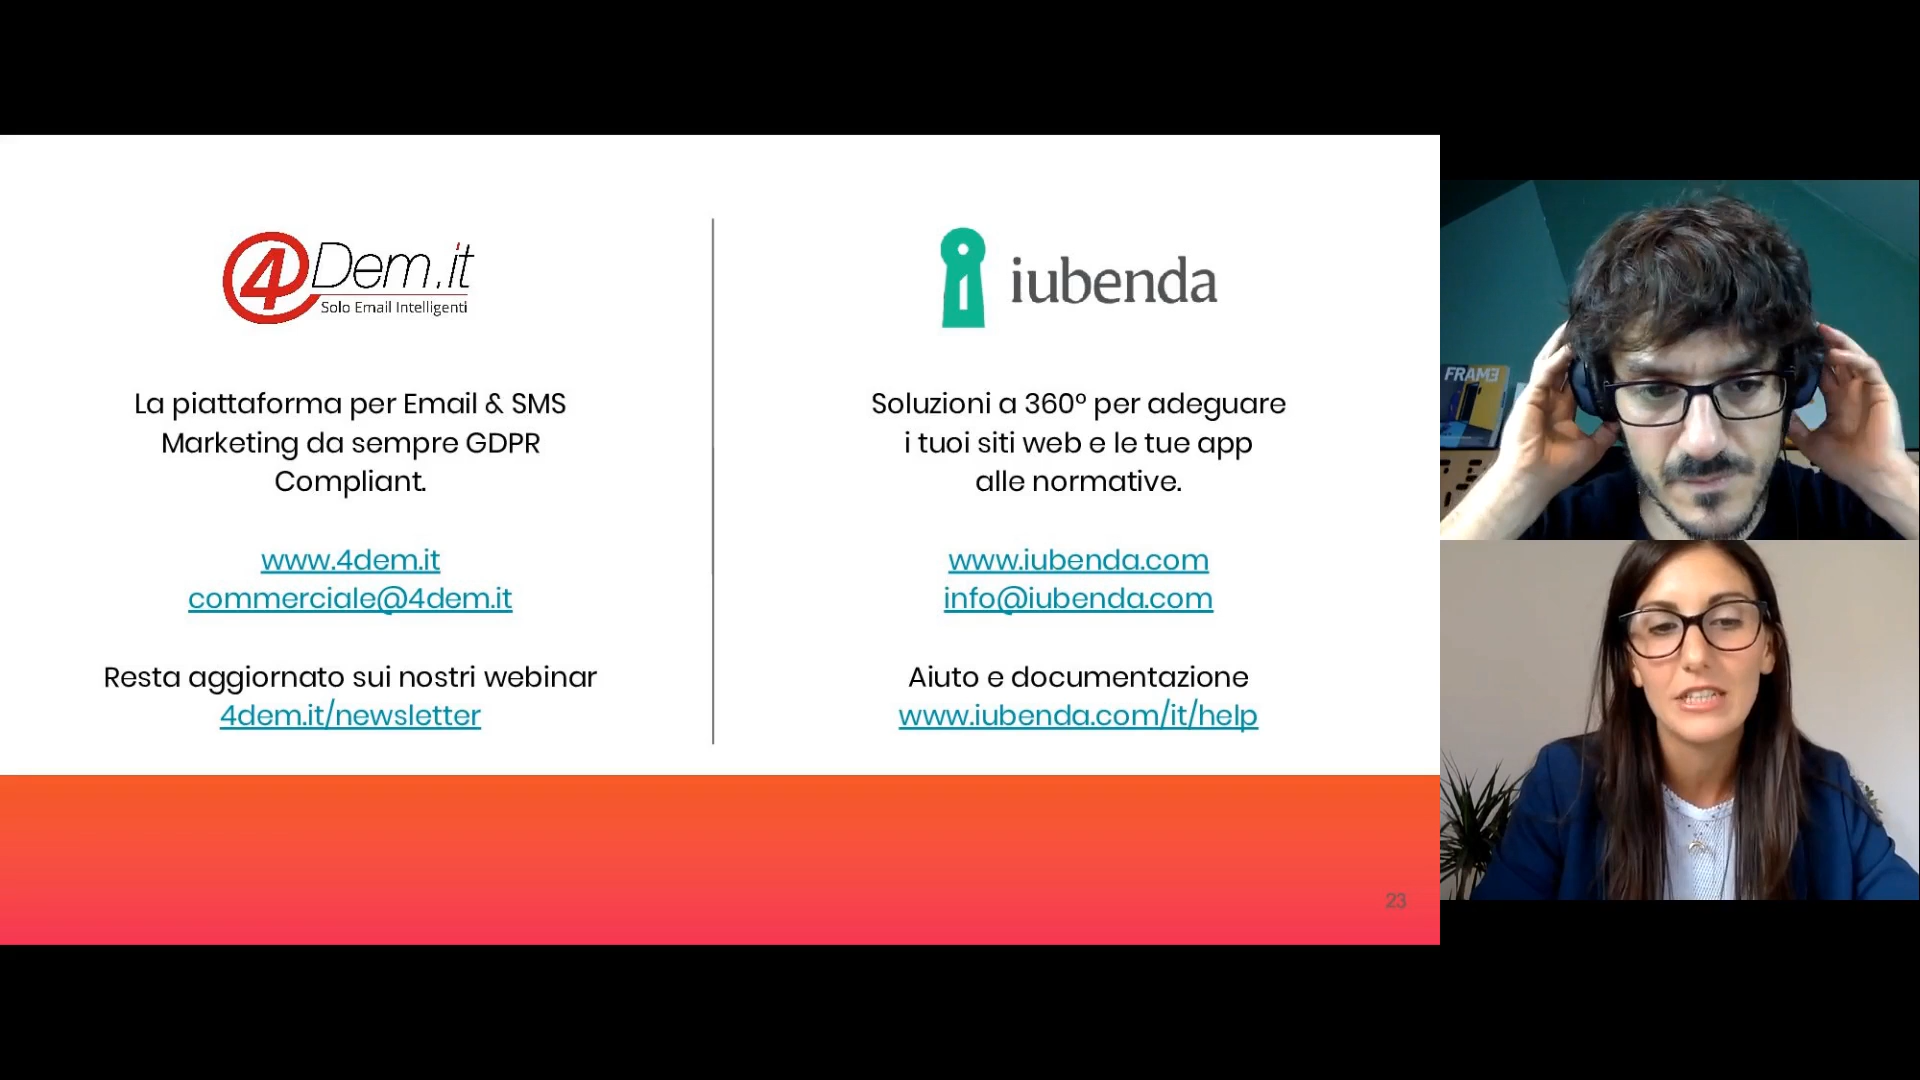 4Dem.it
Solo Email Intelligenti
La piattaforma per Email & SMS
Marketing da sempre GDPR
Compliant.
www.4dem.it
commerciale@4dem.it
Resta aggiornato sui nostri webinar
4dem.it/newsletter
iubenda
Soluzioni a 360° per adeguare
i tuoi siti web e le tue app
alle normative.
www.iubenda.com
info@iubenda.com
Aiuto e documentazione
www.iubenda.com/it/help
23
FRAME